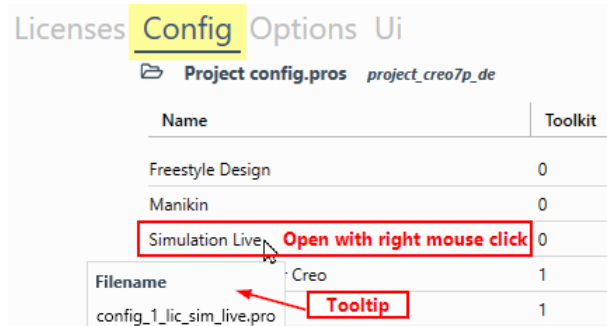 Licenses Config Options Ui
Project config.pros project_creo7p_de
Name Toolkit
Freestyle Design 0
Manikin 0
Simulation Live Open with right mouse click 0
Creo 1
Filename
Tooltip 1
config_1_lic_sim_live.pro